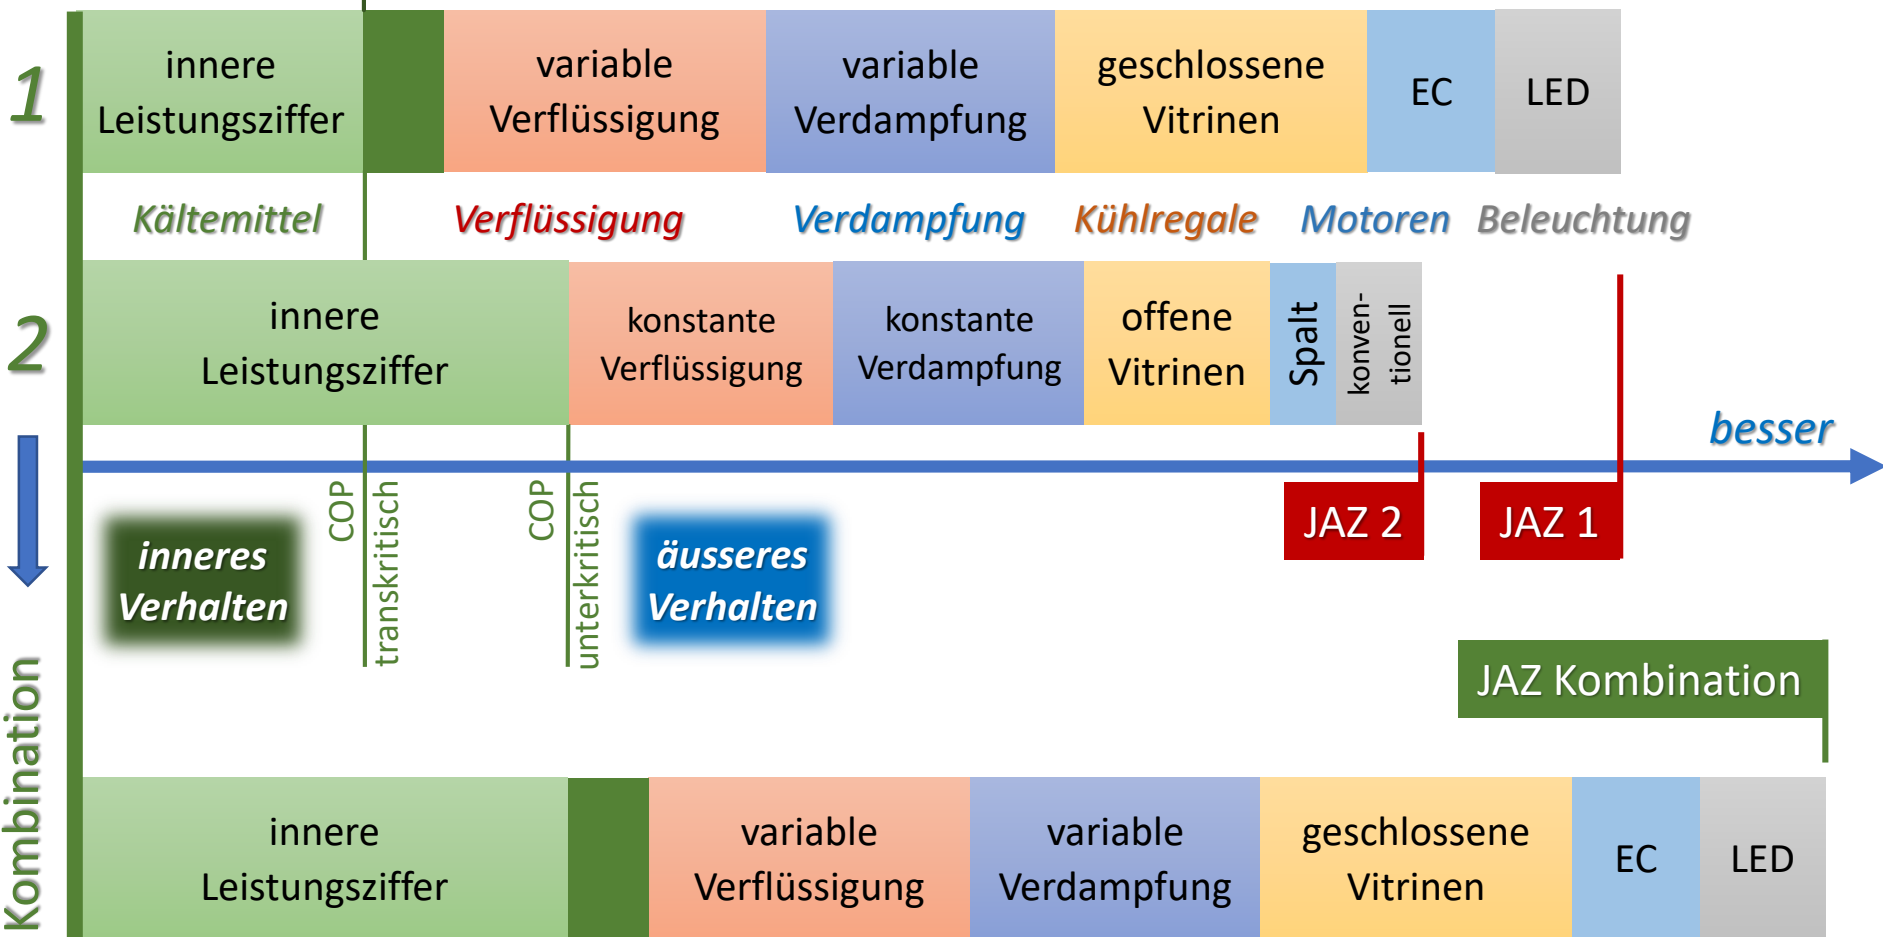 1
innere
Leistungsziffer
variable
Verflüssigung
variable
Verdampfung
geschlossene
Vitrinen
EC
LED
Kältemittel
Verflüssigung
Verdampfung
Kühlregale
Motoren
Beleuchtung
2
innere
Leistungsziffer
konstante
Verflüssigung
konstante
Verdampfung
offene
Vitrinen
Spalt
konven-
tionell
besser
COP
transkritisch
COP
unterkritisch
JAZ 2
JAZ 1
inneres
Verhalten
äusseres
Verhalten
JAZ Kombination
Kombination
innere
Leistungsziffer
variable
Verflüssigung
variable
Verdampfung
geschlossene
Vitrinen
EC
LED